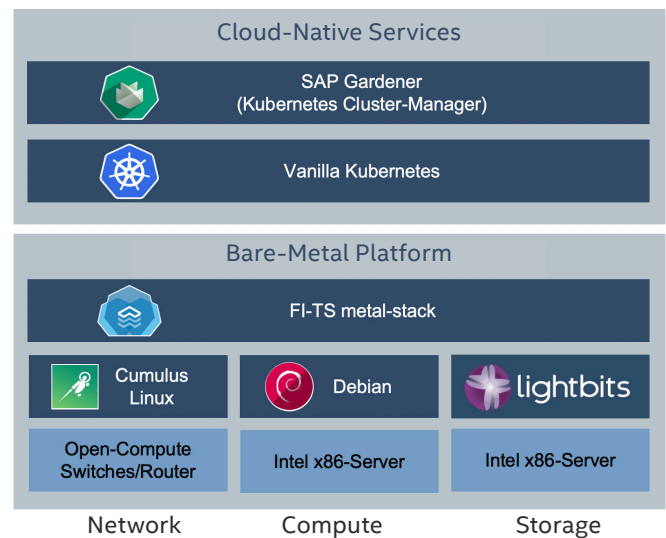 Cloud-Native Services
SAP Gardener
(Kubernetes Cluster-Manager)
Vanilla Kubernetes
Bare-Metal Platform
FI-TS metal-stack
Cumulus
Linux
Debian
lightbits
Open-Compute
Switches/Router
Intel x86-Server
Intel x86-Server
Network
Compute
Storage